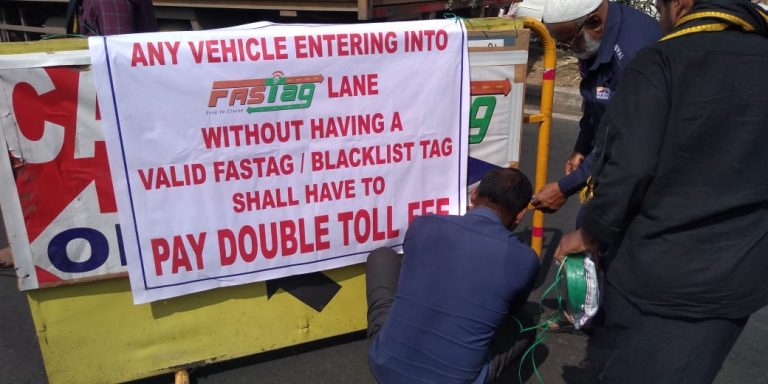 ANY VEHICLE ENTERING INTO
FASTag LANE
Easy to Cruise
WITHOUT HAVING A
VALID FASTAG / BLACKLIST TAG
SHALL HAVE TO
PAY DOUBLE TOLL FEE
CA